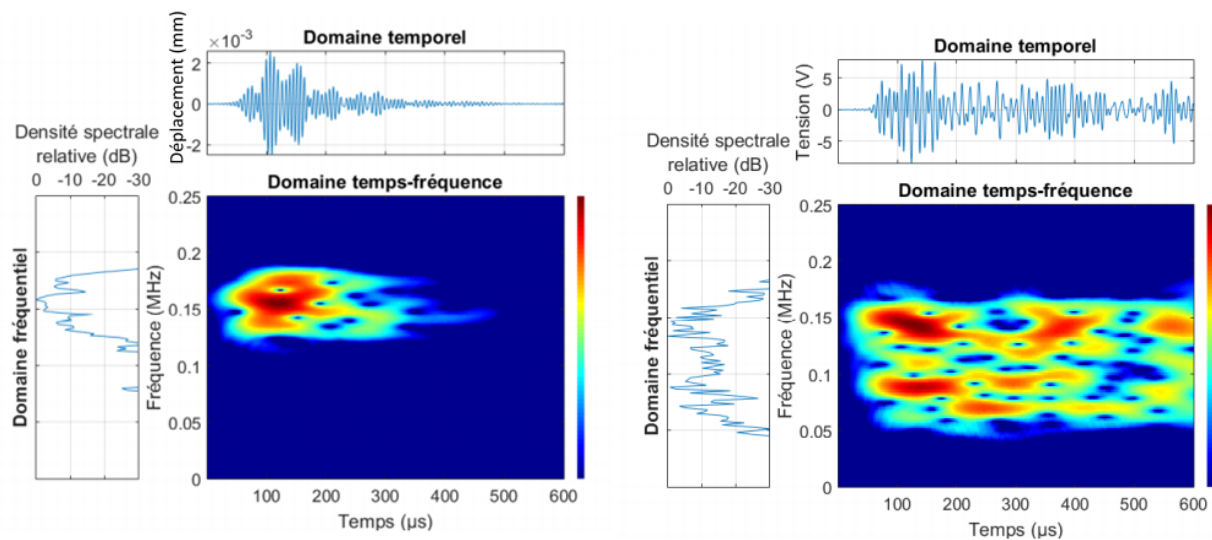 Domaine temporel
×10⁻³
Déplacement (mm)
2
0
-2
Densité spectrale
relative (dB)
0 -10 -20 -30
Domaine temps-fréquence
Domaine fréquentiel
Fréquence (MHz)
0.25
0.2
0.15
0.1
0.05
0
100 200 300 400 500 600
Temps (µs)
Domaine temporel
Tension (V)
5
0
-5
Densité spectrale
relative (dB)
0 -10 -20 -30
Domaine temps-fréquence
Domaine fréquentiel
Fréquence (MHz)
0.25
0.2
0.15
0.1
0.05
0
100 200 300 400 500 600
Temps (µs)